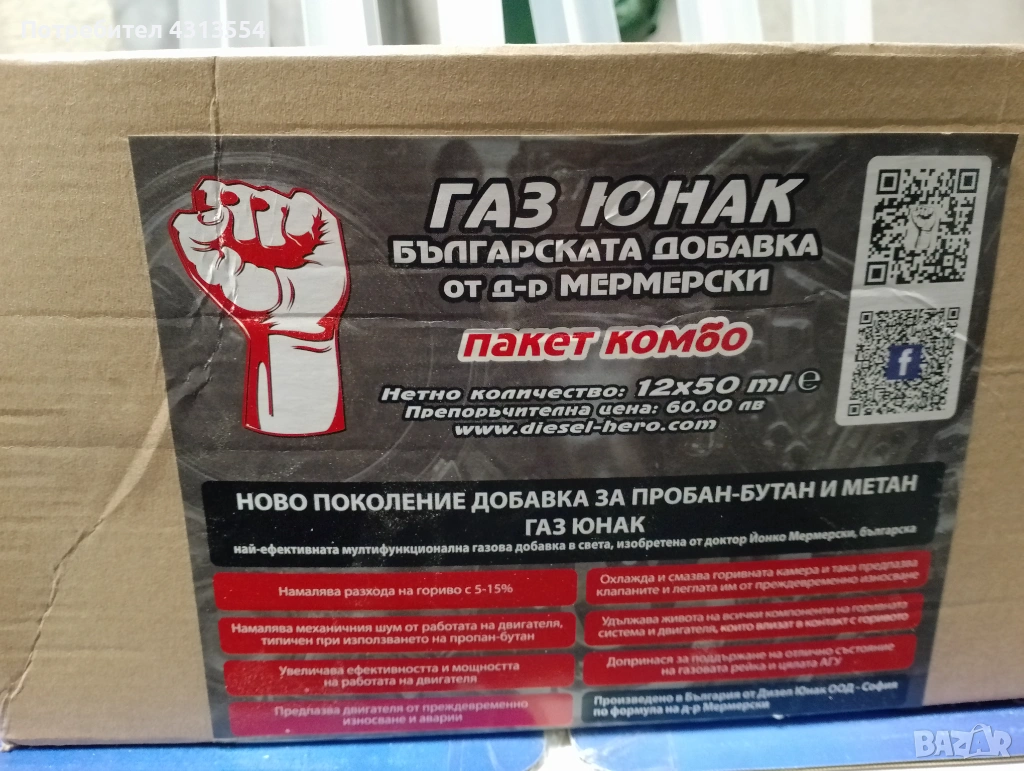 Потребител 4313554
ГАЗ ЮНАК
БЪЛГАРСКАТА ДОБАВКА
от д-р МЕРМЕРСКИ
пакет комбо
Нетно количество: 12x50 ml e
Препоръчителна цена: 60.00 лв
www.diesel-hero.com
f
НОВО ПОКОЛЕНИЕ ДОБАВКА ЗА ПРОБАН-БУТАН И МЕТАН
ГАЗ ЮНАК
най-ефективната мултифункционална газова добавка в света, изобретена от доктор Йонко Мермерски, българска
Намалява разхода на гориво с 5-15%
Намалява механичния шум от работата на двигателя,
типичен при използването на пропан-бутан
Увеличава ефективността и мощността
на работата на двигателя
Предпазва двигателя от преждевременно
износване и аварии
Охлажда и смазва горивната камера и така предпазва
клапаните и леглата им от преждевременно износване
Удължава живота на всички компоненти на горивната
система и двигателя, които влизат в контакт с горивото
Допринася за поддържане на отлично състояние
на газовата рейка и цялата АГУ
Произведено в България от Дизел Юнак ООД - София
по формула на д-р Мермерски
BAZAR